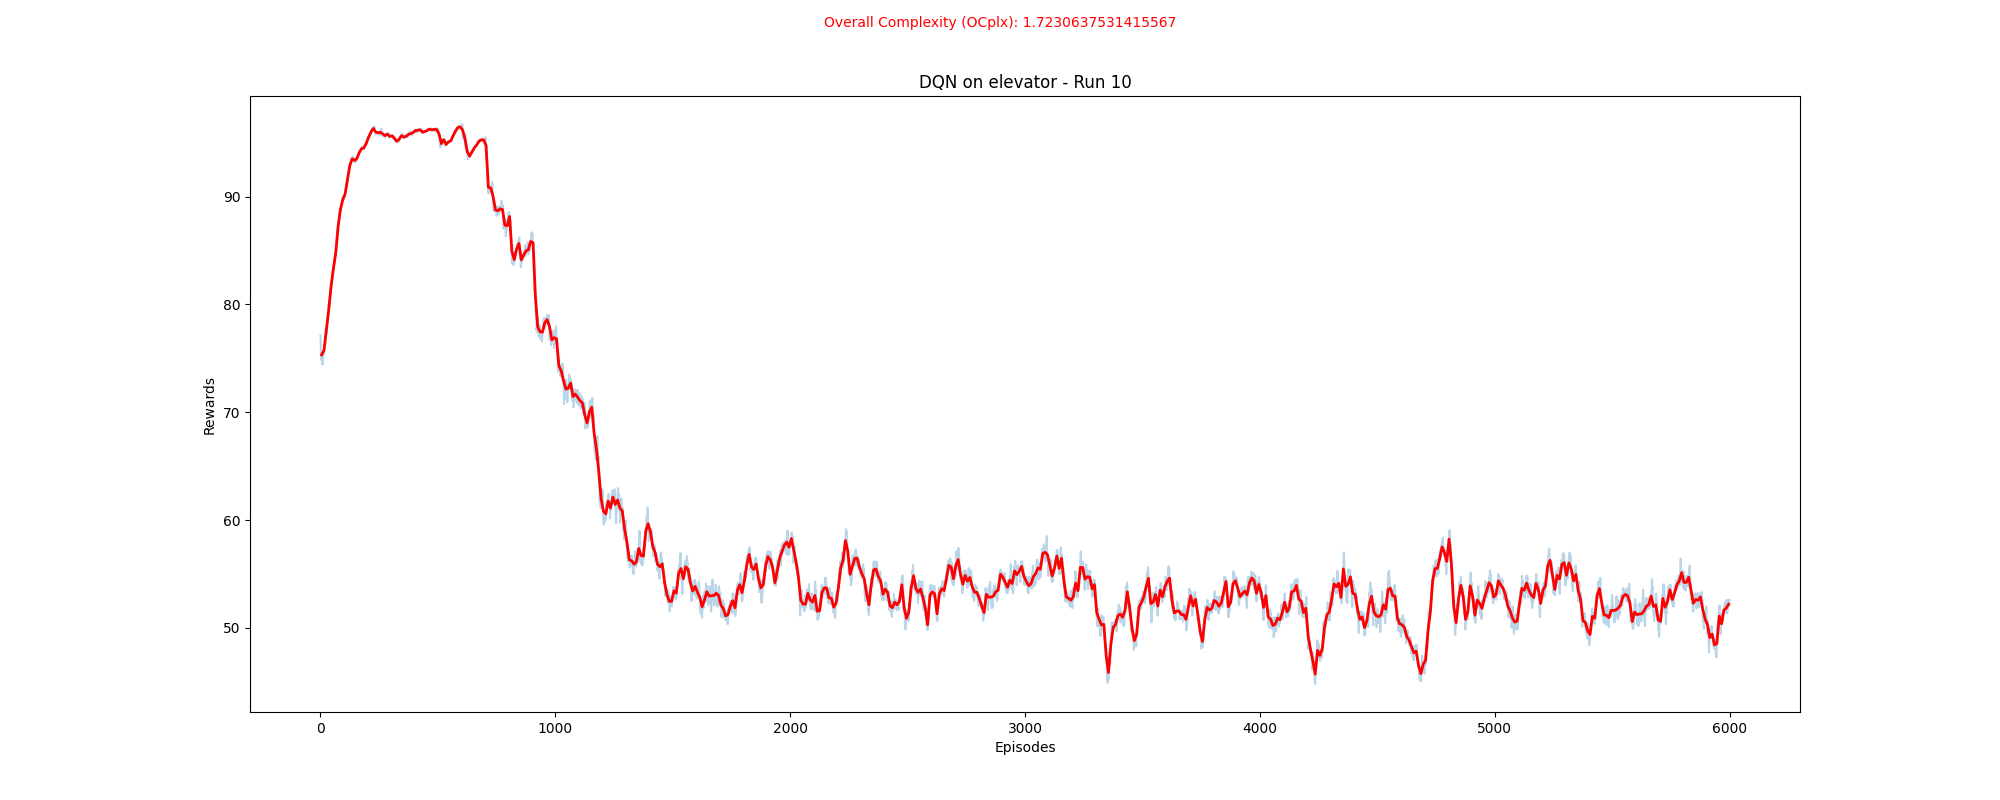 Overall Complexity (OCplx): 1.7230637531415567
DQN on elevator - Run 10
Rewards
90
80
70
60
50
0 1000 2000 3000 4000 5000 6000
Episodes